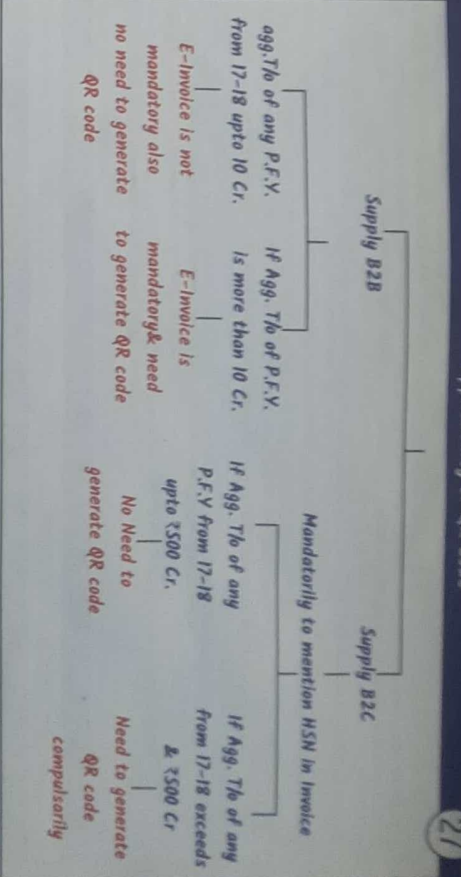 27
Supply B2B
Supply B2C
Mandatorily to mention HSN in Invoice
agg.T/o of any P.F.Y.
from 17-18 upto 10 Cr.
E-Invoice is not
mandatory also
no need to generate
QR code
If Agg. T/o of P.F.Y.
is more than 10 Cr.
E-Invoice is
mandatory& need
to generate QR code
If Agg. T/o of any
P.F.Y from 17-18
upto ₹500 Cr.
No Need to
generate QR code
If Agg. T/o of any
from 17-18 exceeds
& ₹500 Cr
Need to generate
QR code
compulsorily